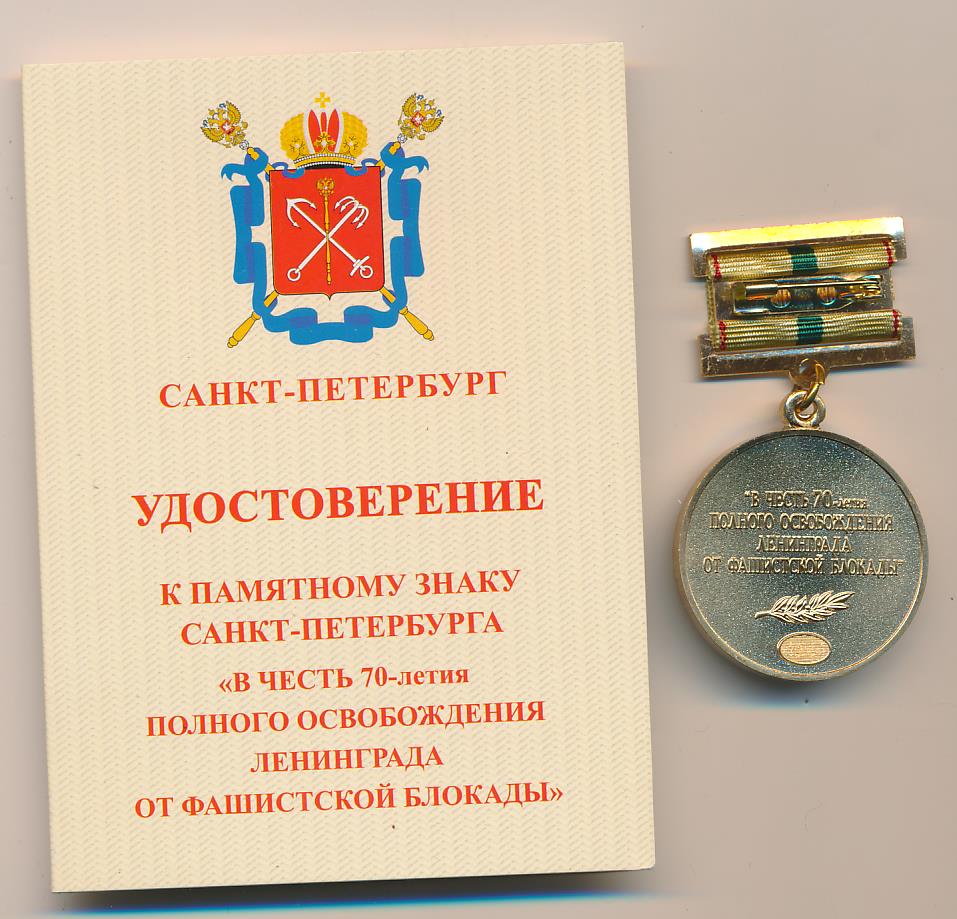 САНКТ-ПЕТЕРБУРГ
УДОСТОВЕРЕНИЕ
К ПАМЯТНОМУ ЗНАКУ
САНКТ-ПЕТЕРБУРГА
«В ЧЕСТЬ 70-летия
ПОЛНОГО ОСВОБОЖДЕНИЯ
ЛЕНИНГРАДА
ОТ ФАШИСТСКОЙ БЛОКАДЫ»
"В ЧЕСТЬ 70-летия
ПОЛНОГО ОСВОБОЖДЕНИЯ
ЛЕНИНГРАДА
ОТ ФАШИСТСКОЙ БЛОКАДЫ"